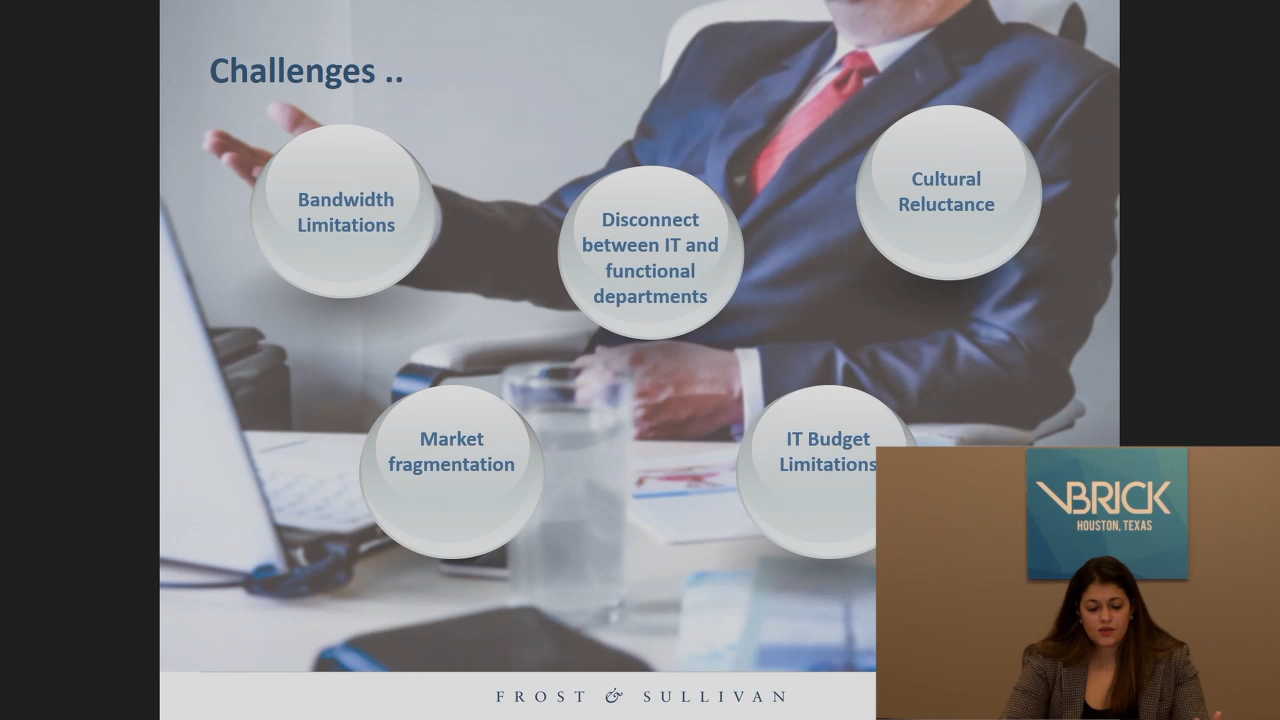 Challenges ..
Bandwidth
Limitations
Disconnect
between IT and
functional
departments
Cultural
Reluctance
Market
fragmentation
IT Budget
Limitations
VBRICK
HOUSTON, TEXAS
FROST & SULLIVAN